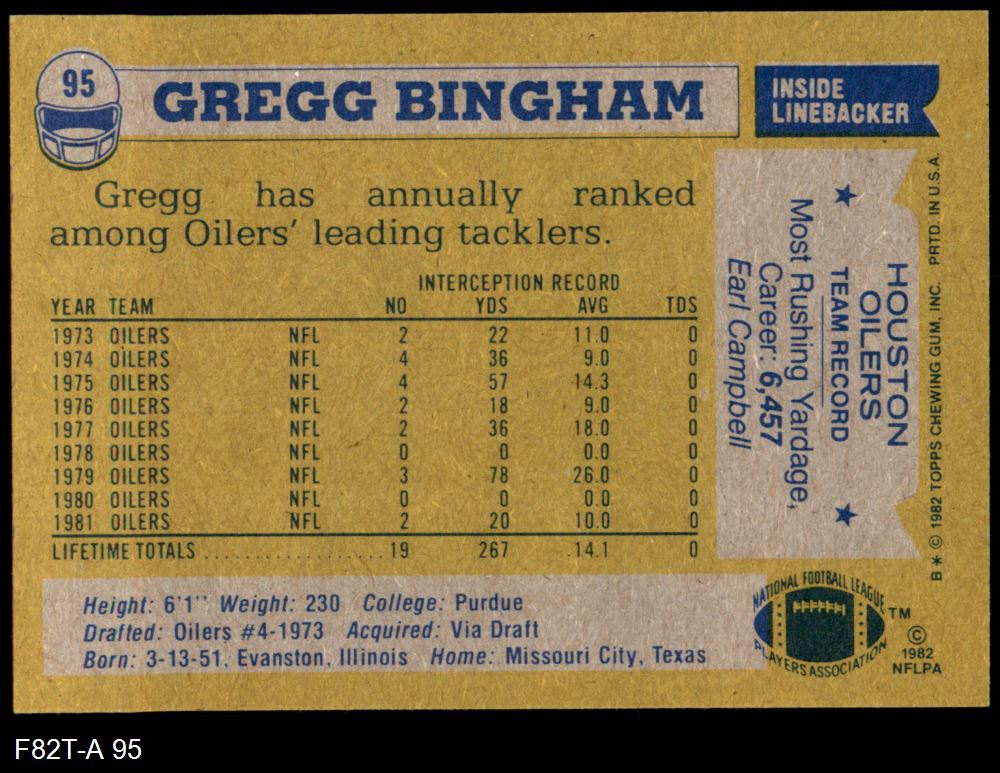 95
GREGG BINGHAM
INSIDE
LINEBACKER
Gregg has annually ranked
among Oilers' leading tacklers.
INTERCEPTION RECORD
YEAR TEAM NO YDS AVG TDS
1973 OILERS NFL 2 22 11.0 0
1974 OILERS NFL 4 36 9.0 0
1975 OILERS NFL 4 57 14.3 0
1976 OILERS NFL 2 18 9.0 0
1977 OILERS NFL 2 36 18.0 0
1978 OILERS NFL 0 0 0.0 0
1979 OILERS NFL 3 78 26.0 0
1980 OILERS NFL 0 0 0.0 0
1981 OILERS NFL 2 20 10.0 0
LIFETIME TOTALS .................... 19 267 14.1 0
HOUSTON
OILERS
TEAM RECORD
Most Rushing Yardage,
Career: 6,457
Earl Campbell
B * © 1982 TOPPS CHEWING GUM, INC. PRTD. IN U.S.A.
Height: 6'1" Weight: 230 College: Purdue
Drafted: Oilers #4-1973 Acquired: Via Draft
Born: 3-13-51, Evanston, Illinois Home: Missouri City, Texas
NATIONAL FOOTBALL LEAGUE
PLAYERS ASSOCIATION
TM
©
1982
NFLPA
F82T-A 95